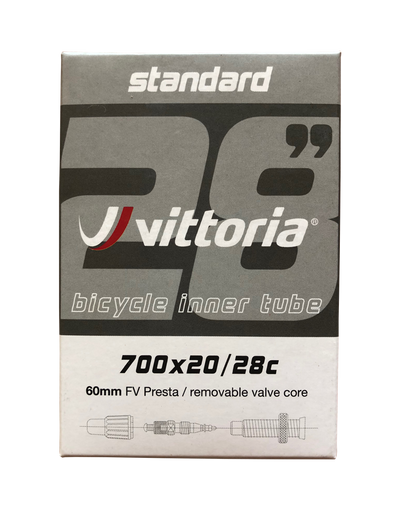 standard
28”
vittoria®
bicycle inner tube
700x20/28c
60mm FV Presta / removable valve core